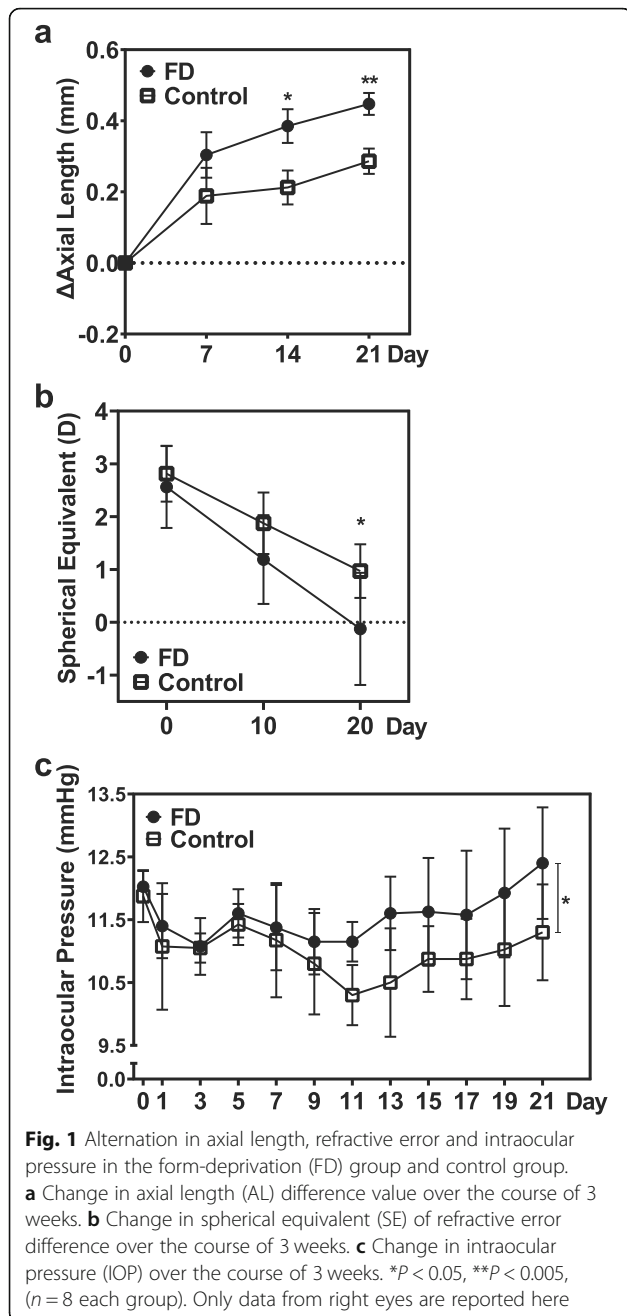 a
0.6
0.4
0.2
0.0
-0.2
ΔAxial Length (mm)
FD
Control
*
**
0 7 14 21 Day
b
4
3
2
1
0
-1
Spherical Equivalent (D)
*
FD
Control
0 10 20 Day
c
13.5
12.5
11.5
10.5
9.5
0.0
Intraocular Pressure (mmHg)
FD
Control
*
0 1 3 5 7 9 11 13 15 17 19 21 Day
Fig. 1 Alternation in axial length, refractive error and intraocular
pressure in the form-deprivation (FD) group and control group.
a Change in axial length (AL) difference value over the course of 3
weeks. b Change in spherical equivalent (SE) of refractive error
difference over the course of 3 weeks. c Change in intraocular
pressure (IOP) over the course of 3 weeks. *P < 0.05, **P < 0.005,
(n = 8 each group). Only data from right eyes are reported here